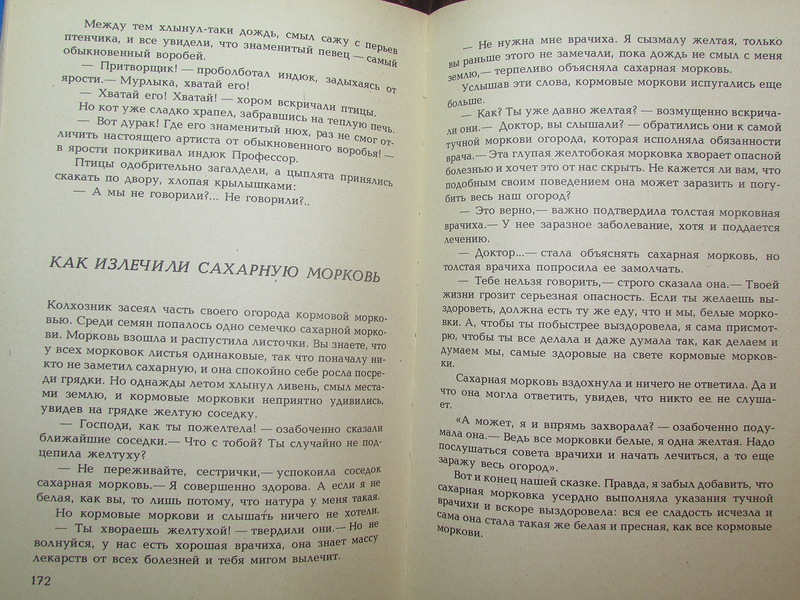 Между тем хлынул-таки дождь, смыл сажу с перьев
птенчика, и все увидели, что знаменитый певец — самый
обыкновенный воробей.
— Притворщик! — проболботал индюк, задыхаясь от
ярости.— Мурлыка, хватай его!
— Хватай его! Хватай! — хором вскричали птицы.
Но кот уже сладко храпел, забравшись на теплую печь.
— Вот дурак! Где его знаменитый нюх, раз не смог от-
личить настоящего артиста от обыкновенного воробья! —
в ярости покрикивал индюк Профессор.
Птицы одобрительно загалдели, а цыплята принялись
скакать по двору, хлопая крылышками:
— А мы не говорили?... Не говорили?..
КАК ИЗЛЕЧИЛИ САХАРНУЮ МОРКОВЬ
Колхозник засеял часть своего огорода кормовой морко-
вью. Среди семян попалось одно семечко сахарной морко-
ви. Морковь взошла и распустила листочки. Вы знаете, что
у всех морковок листья одинаковые, так что поначалу ни-
кто не заметил сахарную, и она спокойно себе росла посре-
ди грядки. Но однажды летом хлынул ливень, смыл места-
ми землю, и кормовые морковки неприятно удивились,
увидев на грядке желтую соседку.
— Господи, как ты пожелтела! — озабоченно сказали
ближайшие соседки.— Что с тобой? Ты случайно не под-
цепила желтуху?
— Не переживайте, сестрички,— успокоила соседок
сахарная морковь.— Я совершенно здорова. А если я не
белая, как вы, то лишь потому, что натура у меня такая.
Но кормовые моркови и слышать ничего не хотели.
— Ты хвораешь желтухой! — твердили они.— Но не
волнуйся, у нас есть хорошая врачиха, она знает массу
лекарств от всех болезней и тебя мигом вылечит.
172
— Не нужна мне врачиха. Я сызмалу желтая, только
вы раньше этого не замечали, пока дождь не смыл с меня
землю,— терпеливо объясняла сахарная морковь.
Услышав эти слова, кормовые моркови испугались еще
больше.
— Как? Ты уже давно желтая? — возмущенно вскрича-
ли они.— Доктор, вы слышали? — обратились они к самой
тучной моркови огорода, которая исполняла обязанности
врача.— Эта глупая желтобокая морковка хворает опасной
болезнью и хочет это от нас скрыть. Не кажется ли вам, что
подобным своим поведением она может заразить и погу-
бить весь наш огород?
— Это верно,— важно подтвердила толстая морковная
врачиха.— У нее заразное заболевание, хотя и поддается
лечению.
— Доктор...— стала объяснять сахарная морковь, но
толстая врачиха попросила ее замолчать.
— Тебе нельзя говорить,— строго сказала она.— Твоей
жизни грозит серьезная опасность. Если ты желаешь вы-
здороветь, должна есть ту же еду, что и мы, белые морко-
вки. А, чтобы ты побыстрее выздоровела, я сама присмот-
рю, чтобы ты все делала и даже думала так, как делаем и
думаем мы, самые здоровые на свете кормовые морков-
ки.
Сахарная морковь вздохнула и ничего не ответила. Да и
что она могла ответить, увидев, что никто ее не слуша-
ет.
«А может, я и впрямь захворала? — озабоченно поду-
мала она.— Ведь все морковки белые, я одна желтая. Надо
послушаться совета врачихи и начать лечиться, а то еще
заражу весь огород».
Вот и конец нашей сказке. Правда, я забыл добавить, что
сахарная морковка усердно выполняла указания тучной
врачихи и вскоре выздоровела: вся ее сладость исчезла и
сама она стала такая же белая и пресная, как все кормовые
моркови.